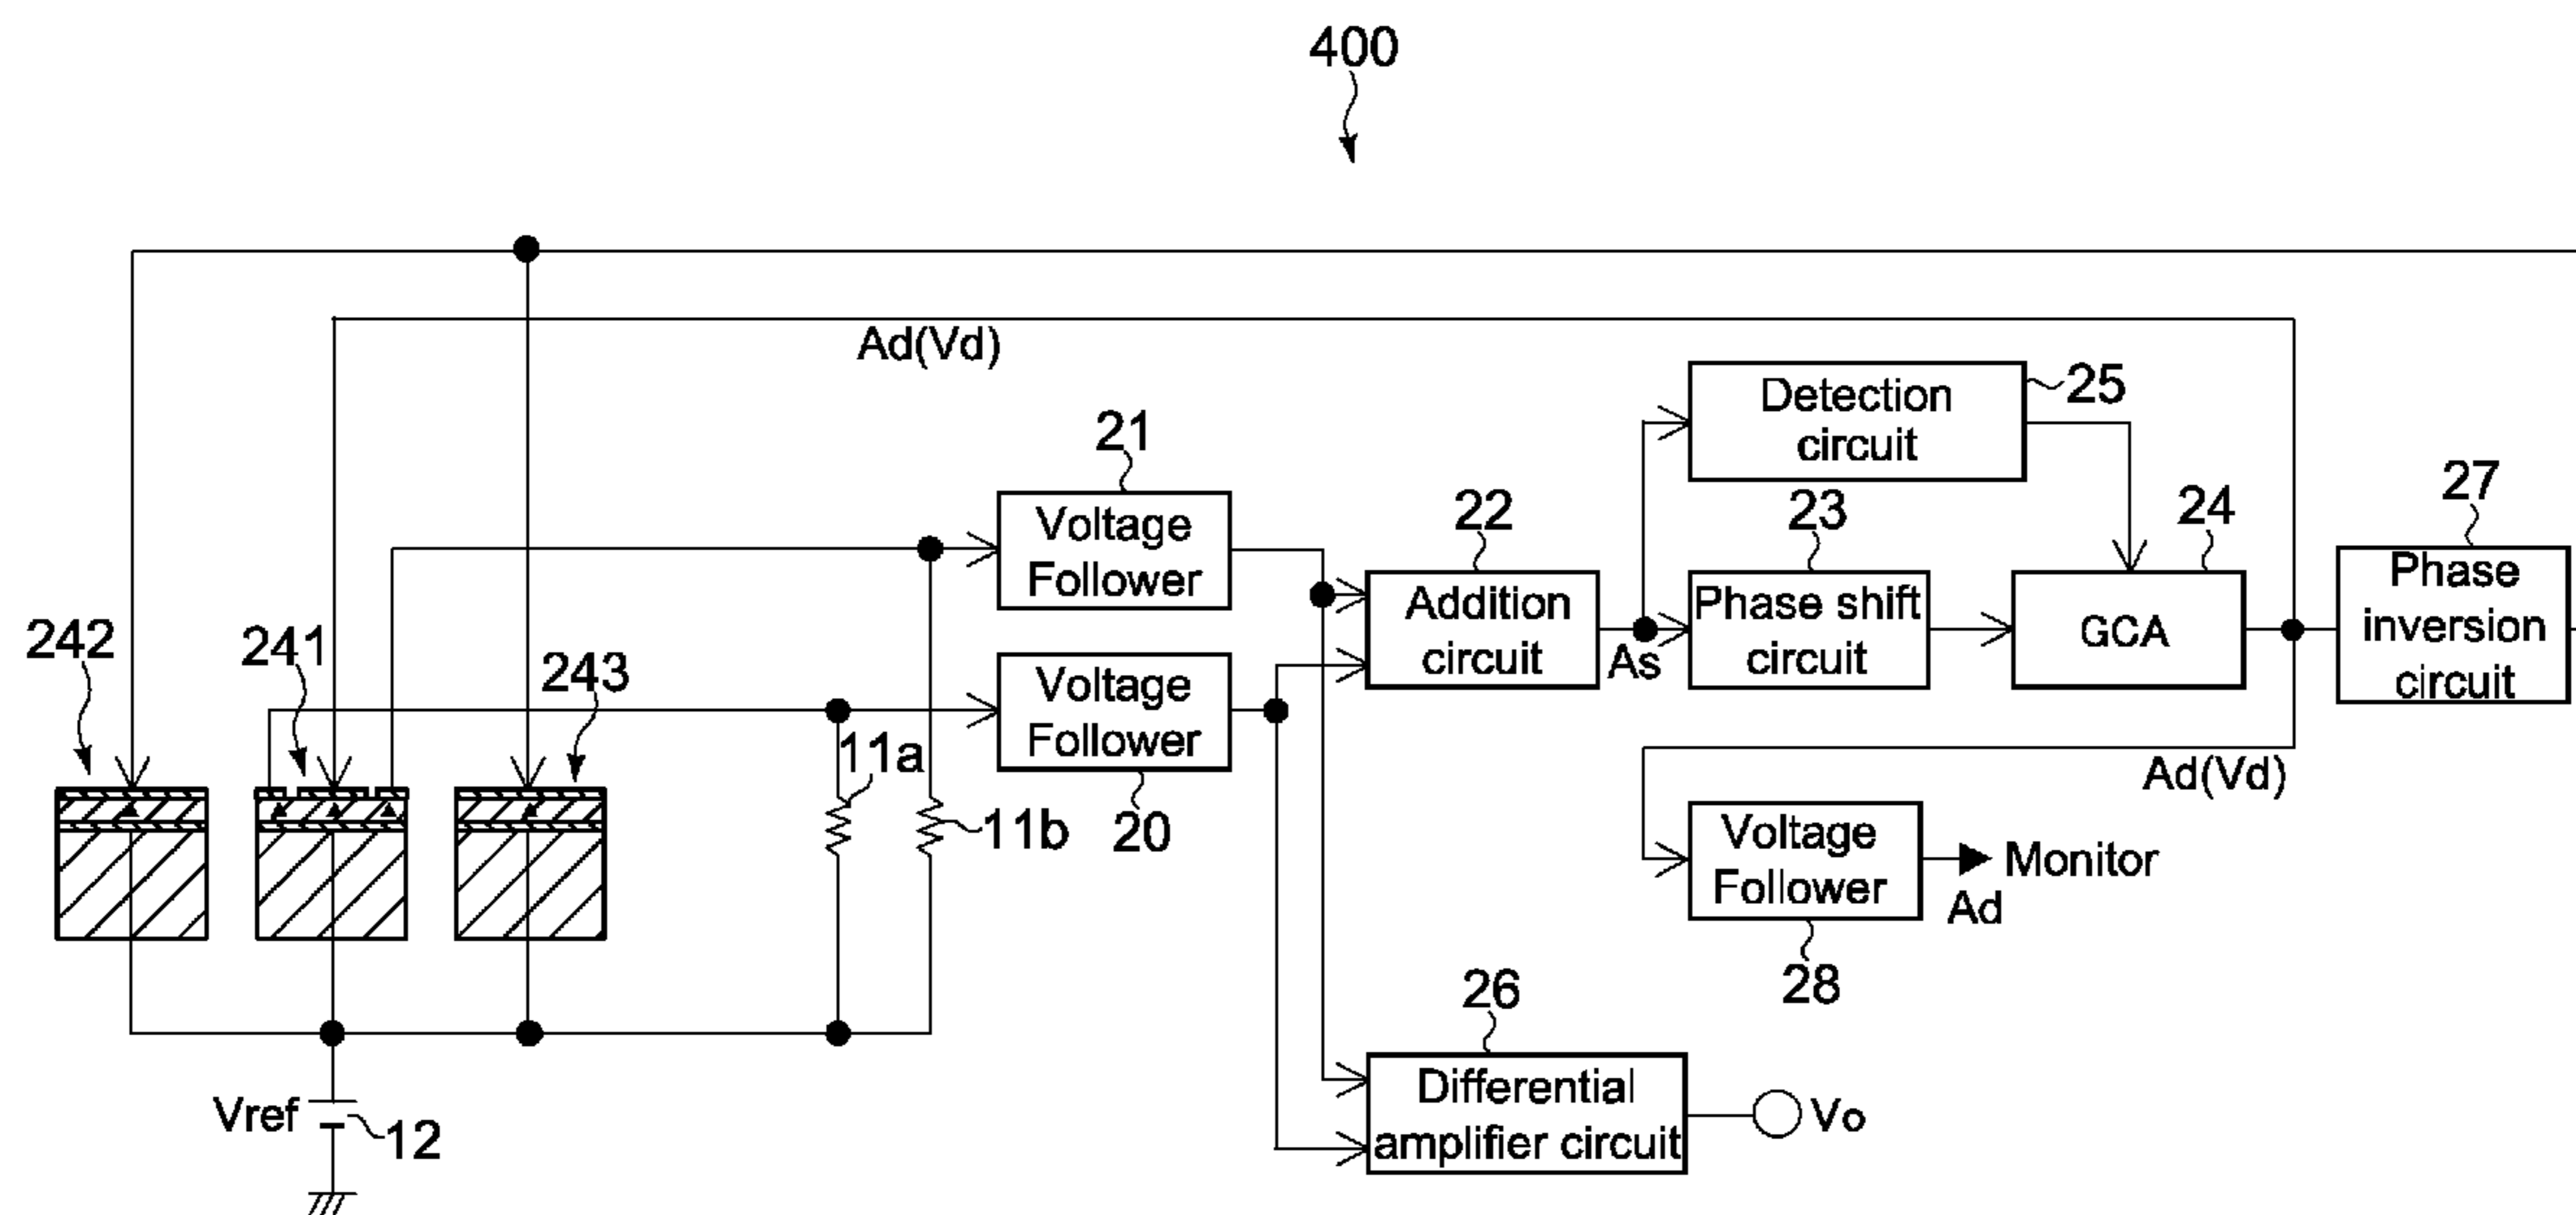 400
Ad(Vd)
25
Detection
circuit
21
Voltage
Follower
22
Addition
circuit
As
23
Phase shift
circuit
24
GCA
27
Phase
inversion
circuit
242
241
243
Voltage
Follower
20
11a
11b
Ad(Vd)
Voltage
Follower
28
Monitor
Ad
26
Differential
amplifier circuit
Vo
Vref
12